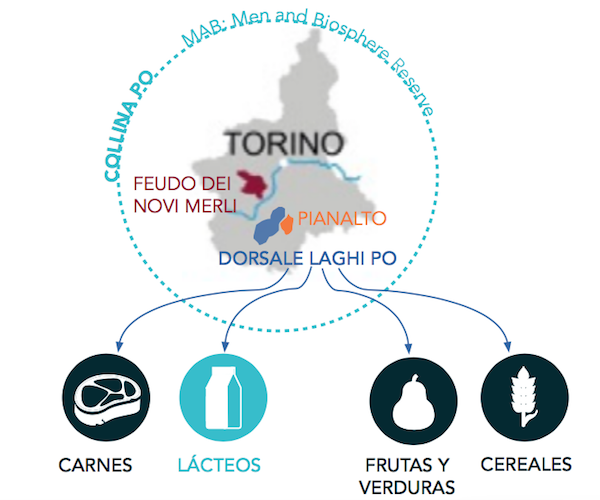 MAB: Men and Biosphere Reserve
COLLINA PO
TORINO
FEUDO DEI
NOVI MERLI
PIANALTO
DORSALE LAGHI PO
CARNES
LÁCTEOS
FRUTAS Y
VERDURAS
CEREALES